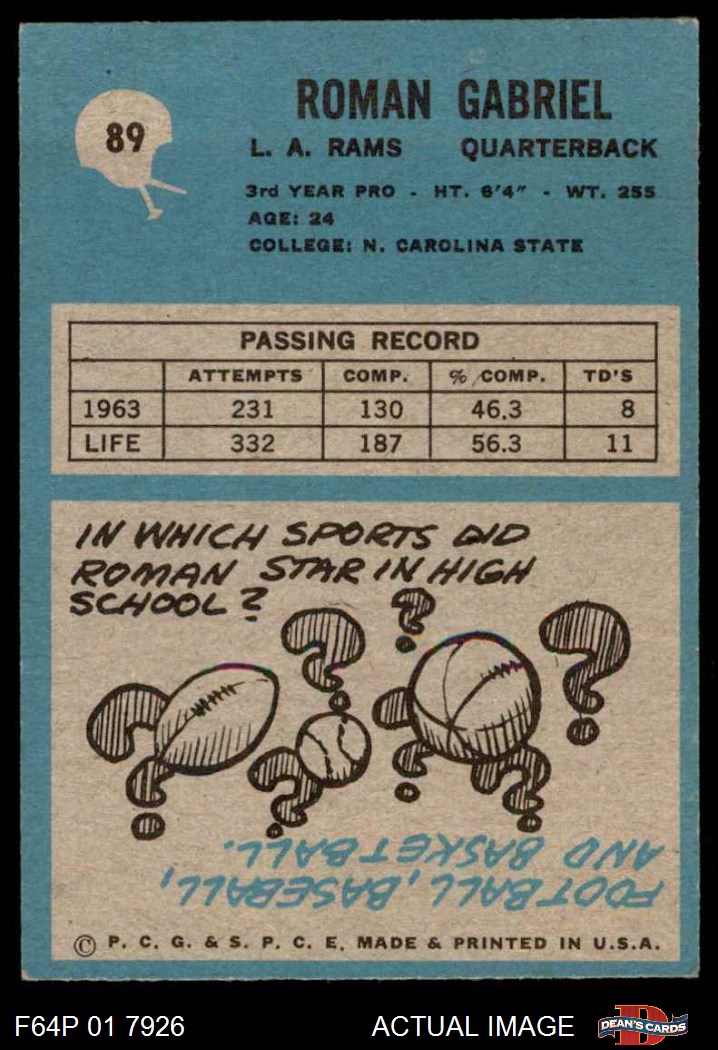 89
ROMAN GABRIEL
L. A. RAMS QUARTERBACK
3rd YEAR PRO - HT. 6'4" - WT. 255
AGE: 24
COLLEGE: N. CAROLINA STATE
PASSING RECORD
ATTEMPTS COMP. % COMP. TD'S
1963 231 130 46.3 8
LIFE 332 187 56.3 11
IN WHICH SPORTS DID
ROMAN STAR IN HIGH
SCHOOL?
FOOTBALL, BASEBALL,
AND BASKETBALL.
© P. C. G. & S. P. C. E. MADE & PRINTED IN U.S.A.
F64P 01 7926 ACTUAL IMAGE DEAN'S CARDS